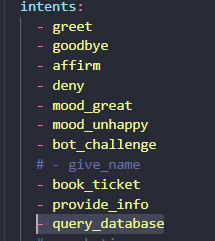 intents:
- greet
- goodbye
- affirm
- deny
- mood_great
- mood_unhappy
- bot_challenge
# - give_name
- book_ticket
- provide_info
- query_database